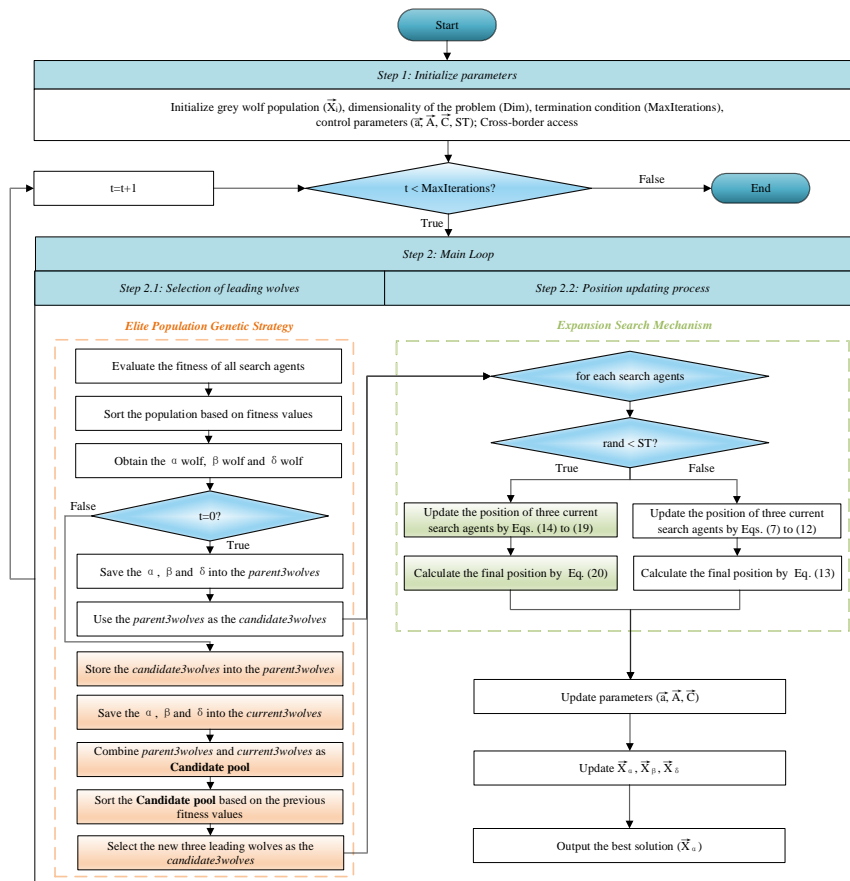 Start
Step 1: Initialize parameters
Initialize grey wolf population (X⃗i), dimensionality of the problem (Dim), termination condition (MaxIterations),
control parameters (a⃗, A⃗, C⃗, ST); Cross-border access
t=t+1
t < MaxIterations?
False
End
True
Step 2: Main Loop
Step 2.1: Selection of leading wolves
Step 2.2: Position updating process
Elite Population Genetic Strategy
Evaluate the fitness of all search agents
Sort the population based on fitness values
Obtain the α wolf, β wolf and δ wolf
False
t=0?
True
Save the α, β and δ into the parent3wolves
Use the parent3wolves as the candidate3wolves
Store the candidate3wolves into the parent3wolves
Save the α, β and δ into the current3wolves
Combine parent3wolves and current3wolves as
Candidate pool
Sort the Candidate pool based on the previous
fitness values
Select the new three leading wolves as the
candidate3wolves
Expansion Search Mechanism
for each search agents
rand < ST?
True
False
Update the position of three current
search agents by Eqs. (14) to (19)
Update the position of three current
search agents by Eqs. (7) to (12)
Calculate the final position by Eq. (20)
Calculate the final position by Eq. (13)
Update parameters (a⃗, A⃗, C⃗)
Update X⃗α, X⃗β, X⃗δ
Output the best solution (X⃗α)